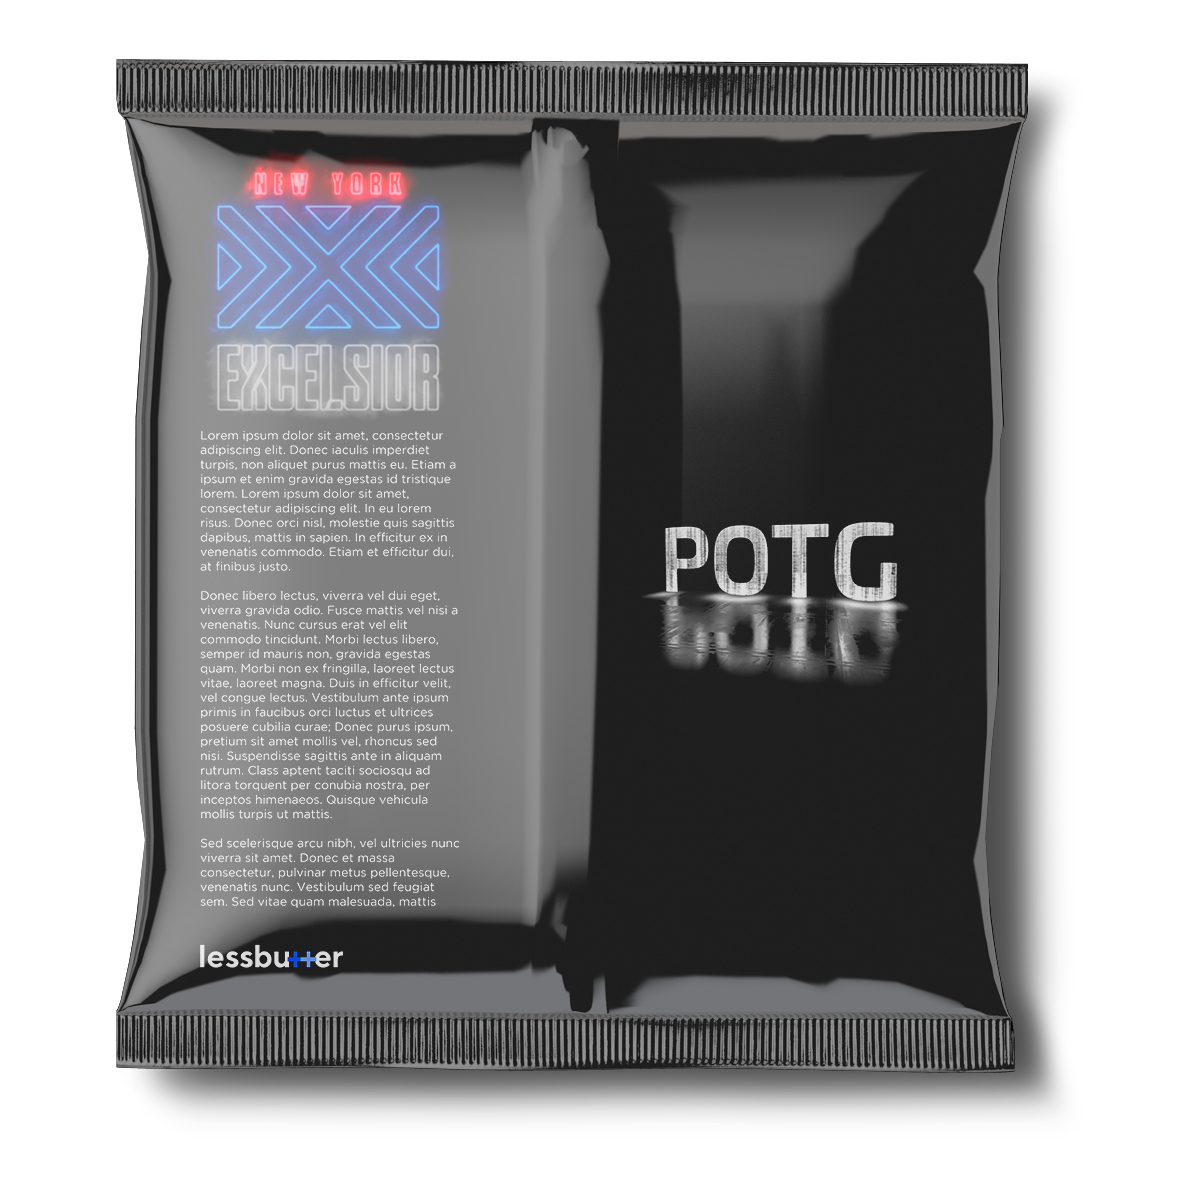 NEW YORK
EXCELSIOR
Lorem ipsum dolor sit amet, consectetur
adipiscing elit. Donec iaculis imperdiet
turpis, non aliquet purus mattis eu. Etiam a
ipsum et enim gravida egestas id tristique
lorem. Lorem ipsum dolor sit amet,
consectetur adipiscing elit. In eu lorem
risus. Donec orci nisl, molestie quis sagittis
dapibus, mattis in sapien. In efficitur ex in
venenatis commodo. Etiam et efficitur dui,
at finibus justo.
Donec libero lectus, viverra vel dui eget,
viverra gravida odio. Fusce mattis vel nisi a
venenatis. Nunc cursus erat vel elit
commodo tincidunt. Morbi lectus libero,
semper id mauris non, gravida egestas
quam. Morbi non ex fringilla, laoreet lectus
vitae, laoreet magna. Duis in efficitur velit,
vel congue lectus. Vestibulum ante ipsum
primis in faucibus orci luctus et ultrices
posuere cubilia curae; Donec purus ipsum,
pretium sit amet mollis vel, rhoncus sed
nisi. Suspendisse sagittis ante in aliquam
rutrum. Class aptent taciti sociosqu ad
litora torquent per conubia nostra, per
inceptos himenaeos. Quisque vehicula
mollis turpis ut mattis.
Sed scelerisque arcu nibh, vel ultricies nunc
viverra sit amet. Donec et massa
consectetur, pulvinar metus pellentesque,
venenatis nunc. Vestibulum sed feugiat
sem. Sed vitae quam malesuada, mattis
lessbutter
POTG